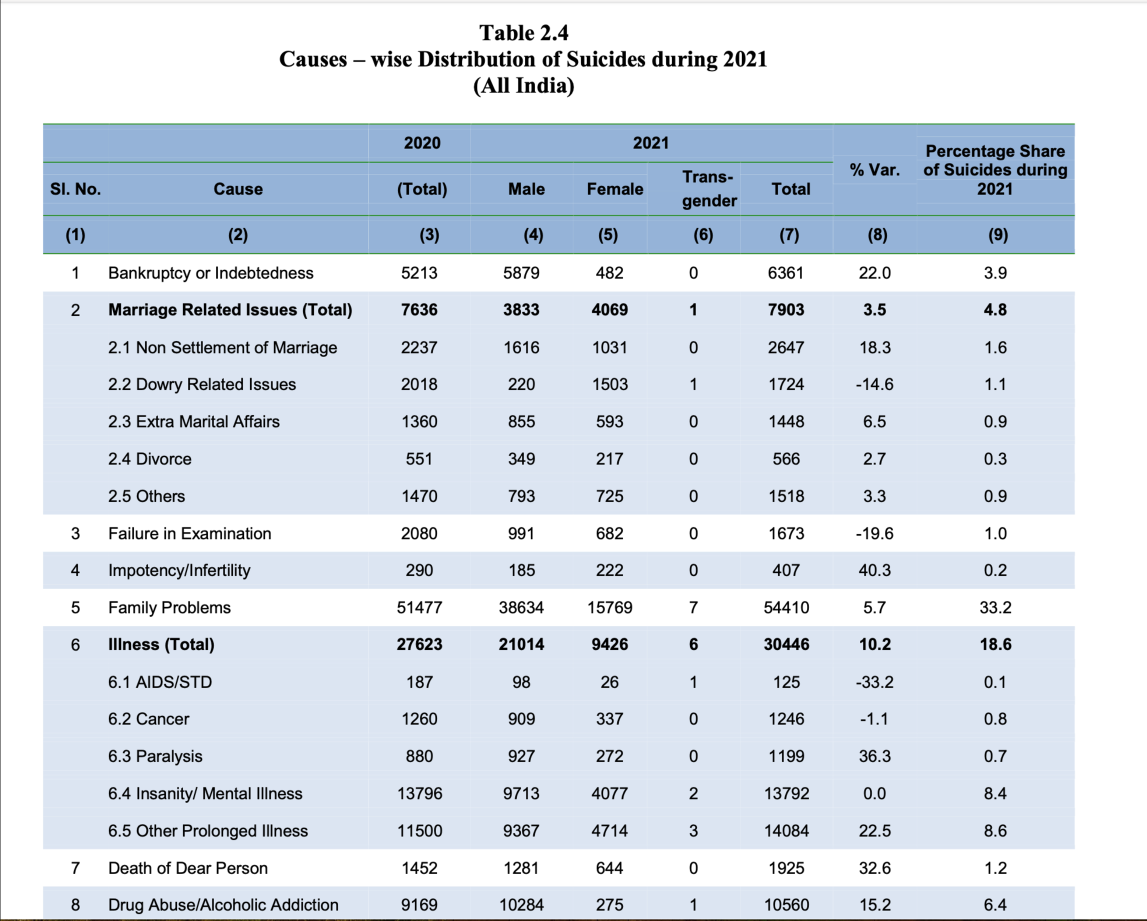 Table 2.4
Causes – wise Distribution of Suicides during 2021
(All India)
2020 2021
Percentage Share
% Var. of Suicides during
Trans-
Sl. No. Cause (Total) Male Female Total 2021
gender
(1) (2) (3) (4) (5) (6) (7) (8) (9)
1 Bankruptcy or Indebtedness 5213 5879 482 0 6361 22.0 3.9
2 Marriage Related Issues (Total) 7636 3833 4069 1 7903 3.5 4.8
2.1 Non Settlement of Marriage 2237 1616 1031 0 2647 18.3 1.6
2.2 Dowry Related Issues 2018 220 1503 1 1724 -14.6 1.1
2.3 Extra Marital Affairs 1360 855 593 0 1448 6.5 0.9
2.4 Divorce 551 349 217 0 566 2.7 0.3
2.5 Others 1470 793 725 0 1518 3.3 0.9
3 Failure in Examination 2080 991 682 0 1673 -19.6 1.0
4 Impotency/Infertility 290 185 222 0 407 40.3 0.2
5 Family Problems 51477 38634 15769 7 54410 5.7 33.2
6 Illness (Total) 27623 21014 9426 6 30446 10.2 18.6
6.1 AIDS/STD 187 98 26 1 125 -33.2 0.1
6.2 Cancer 1260 909 337 0 1246 -1.1 0.8
6.3 Paralysis 880 927 272 0 1199 36.3 0.7
6.4 Insanity/ Mental Illness 13796 9713 4077 2 13792 0.0 8.4
6.5 Other Prolonged Illness 11500 9367 4714 3 14084 22.5 8.6
7 Death of Dear Person 1452 1281 644 0 1925 32.6 1.2
8 Drug Abuse/Alcoholic Addiction 9169 10284 275 1 10560 15.2 6.4